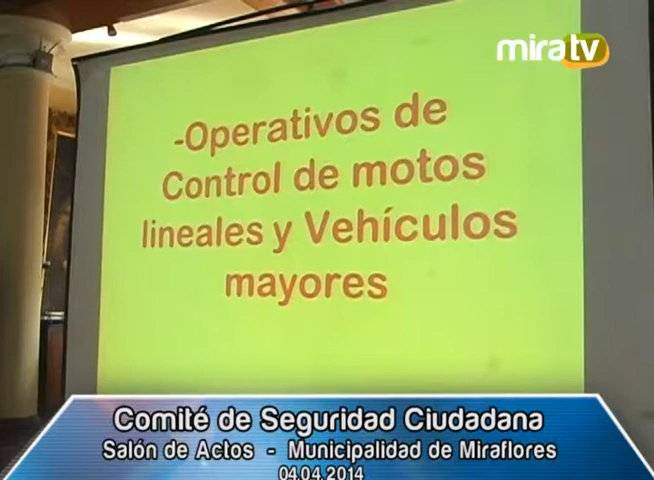 miratv
-Operativos de
Control de motos
lineales y Vehículos
mayores
Comité de Seguridad Ciudadana
Salón de Actos - Municipalidad de Miraflores
04.04.2014